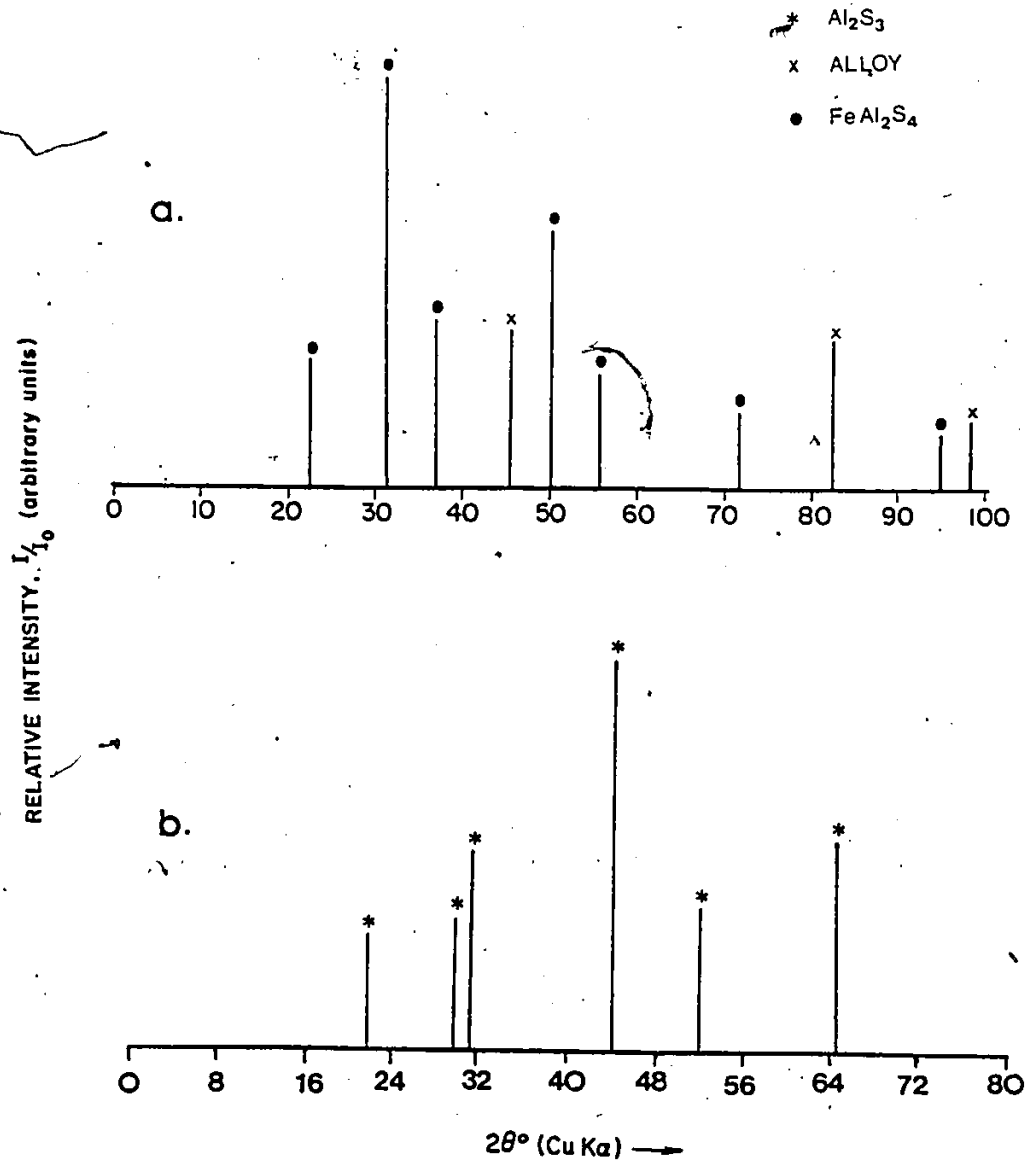 * Al₂S₃
x ALLOY
● FeAl₂S₄
a.
0 10 20 30 40 50 60 70 80 90 100
RELATIVE INTENSITY. I/I₀ (arbitrary units)
b.
0 8 16 24 32 40 48 56 64 72 80
2θ° (Cu Kα) →